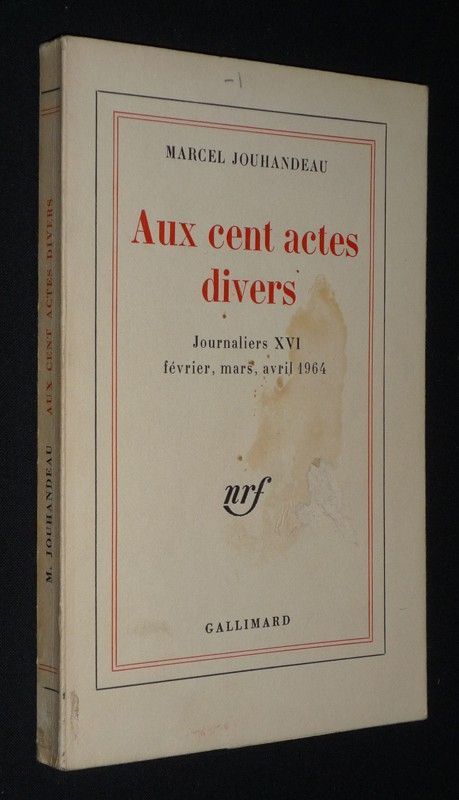 MARCEL JOUHANDEAU
Aux cent actes
divers
Journaliers XVI
février, mars, avril 1964
nrf
GALLIMARD
M. JOUHANDEAU AUX CENT ACTES DIVERS